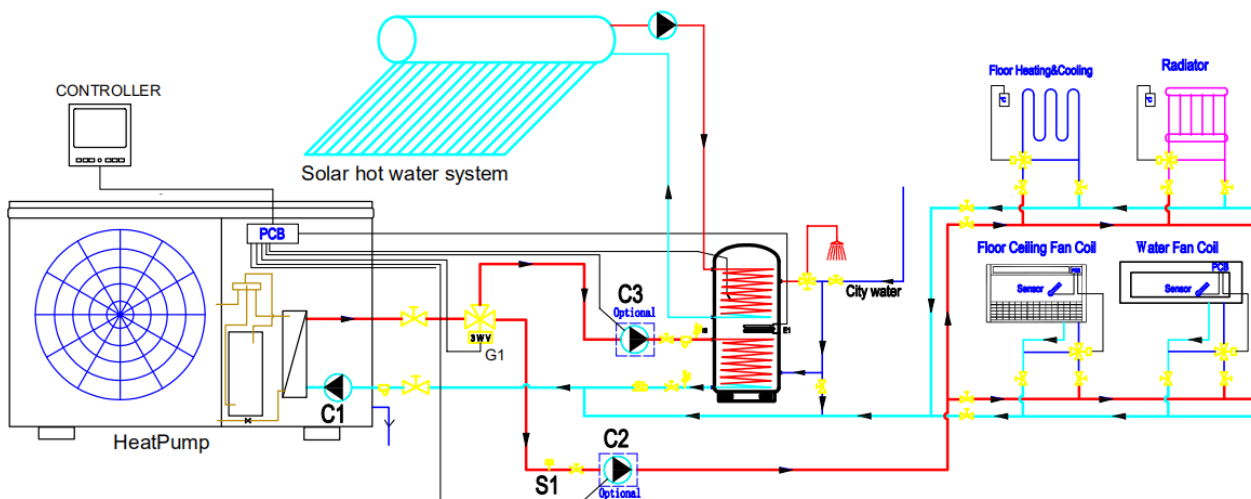 CONTROLLER
Solar hot water system
Floor Heating&Cooling
Radiator
PCB
Floor Ceiling Fan Coil
Water Fan Coil
PCB
Sensor
Sensor
City water
C3
Optional
E1
3WV
G1
C1
HeatPump
C2
S1
Optional